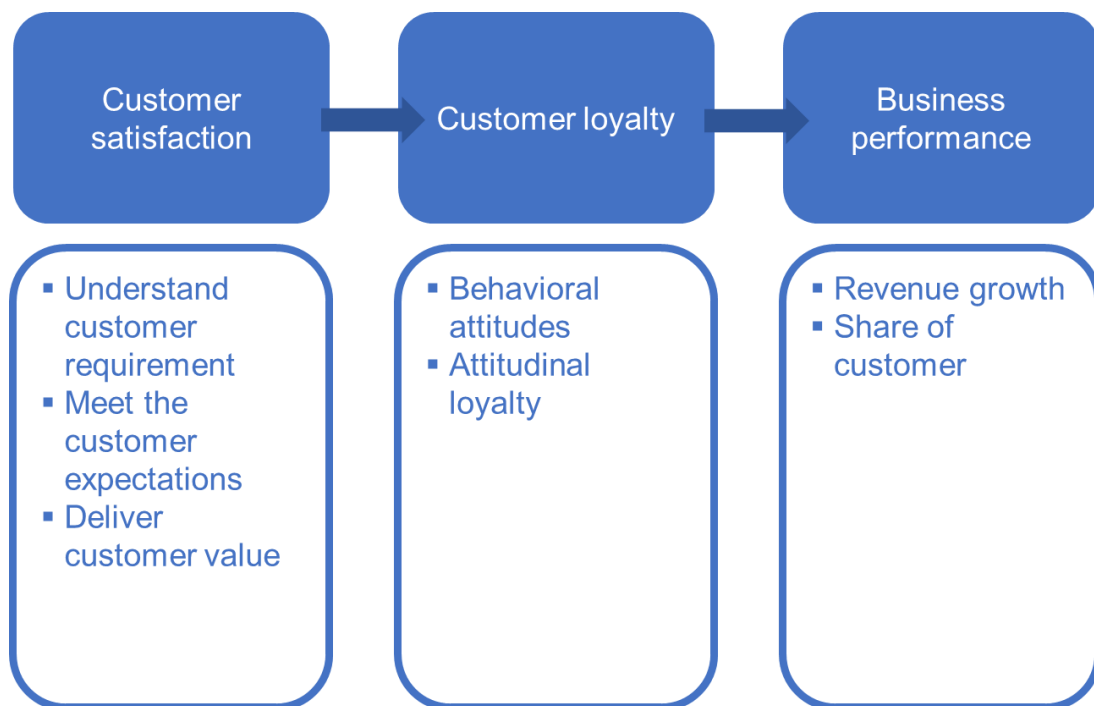 Customer
satisfaction
Customer loyalty
Business
performance
▪ Understand
customer
requirement
▪ Meet the
customer
expectations
▪ Deliver
customer value
▪ Behavioral
attitudes
▪ Attitudinal
loyalty
▪ Revenue growth
▪ Share of
customer